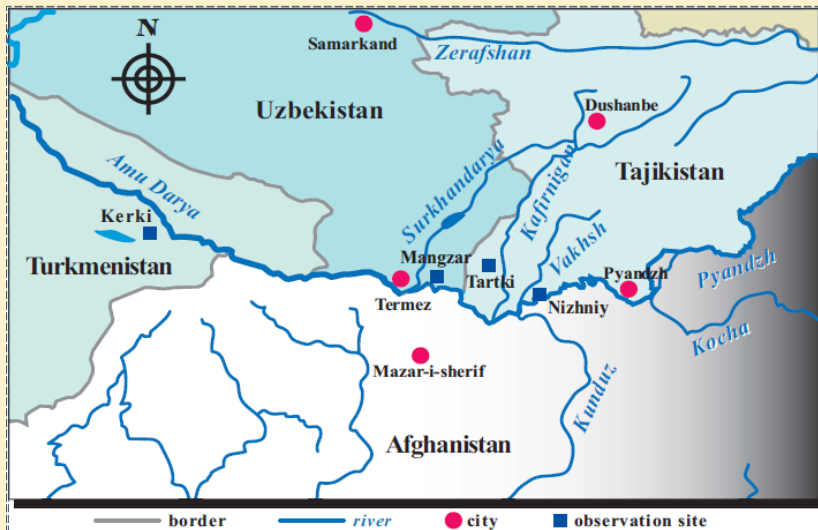 N
Samarkand
Zerafshan
Uzbekistan
Dushanbe
Tajikistan
Amu Darya
Surkhandarya
Kafirnigan
Kerki
Vakhsh
Mangzar
Turkmenistan
Tartki
Pyandzh
Pyandzh
Termez
Nizhniy
Kocha
Mazar-i-sherif
Kunduz
Afghanistan
border river city observation site